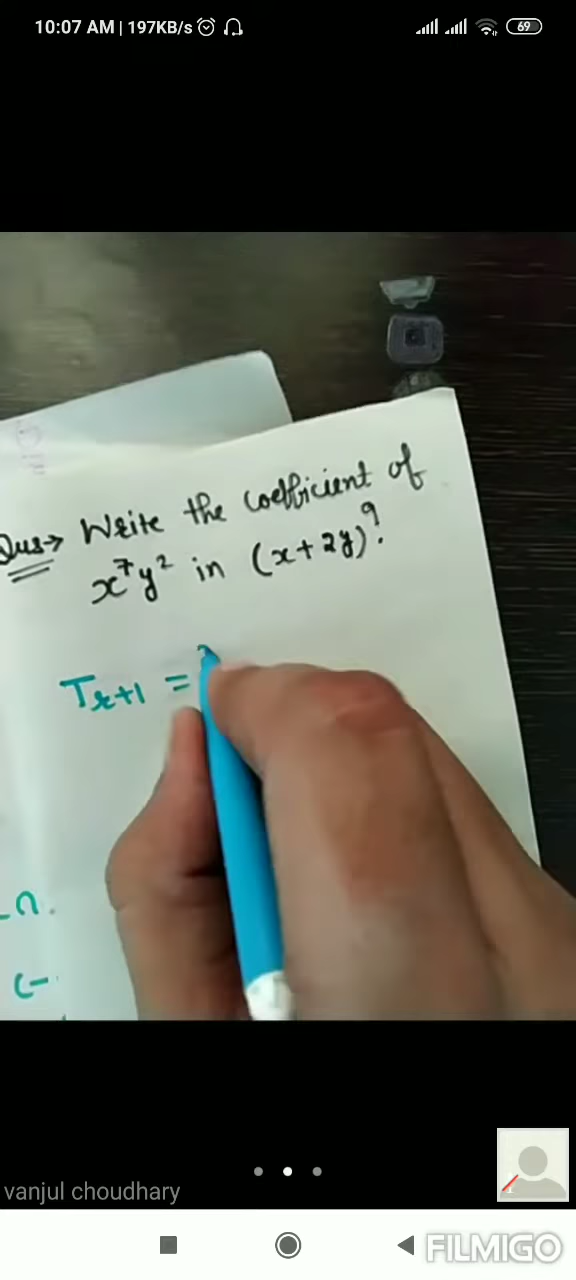 10:07 AM | 197KB/s
69
Ques→ Write the coefficient of
x⁷y² in (x+2y)⁹?
Tr+1 =
n.
(-
vanjul choudhary
FILMIGO